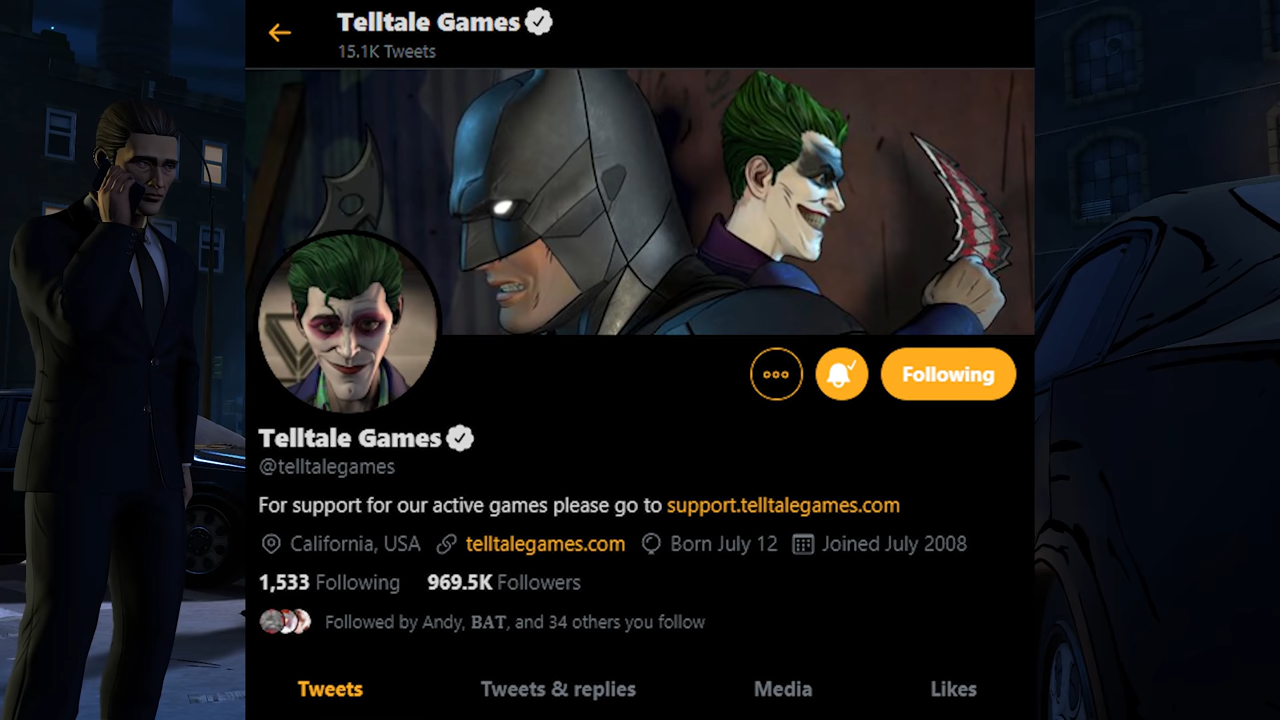 Telltale Games
15.1K Tweets
Following
Telltale Games
@telltalegames
For support for our active games please go to support.telltalegames.com
California, USA telltalegames.com Born July 12 Joined July 2008
1,533 Following 969.5K Followers
Followed by Andy, BAT, and 34 others you follow
Tweets Tweets & replies Media Likes